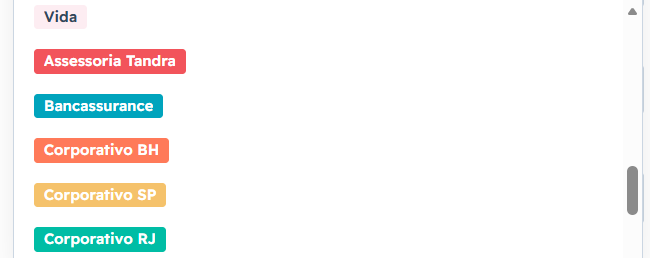 Vida
Assessoria Tandra
Bancassurance
Corporativo BH
Corporativo SP
Corporativo RJ